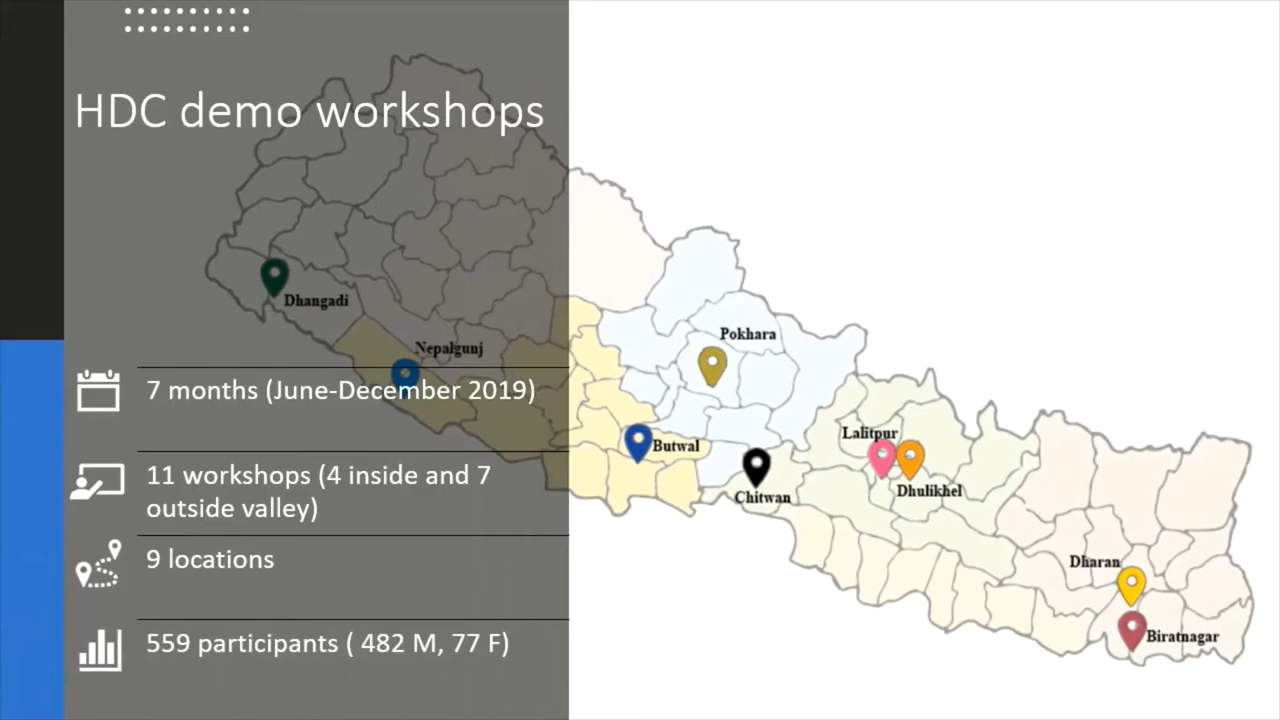 HDC demo workshops
7 months (June-December 2019)
11 workshops (4 inside and 7
outside valley)
9 locations
559 participants ( 482 M, 77 F)
Dhangadi
Nepalgunj
Pokhara
Butwal
Chitwan
Lalitpur
Dhulikhel
Dharan
Biratnagar